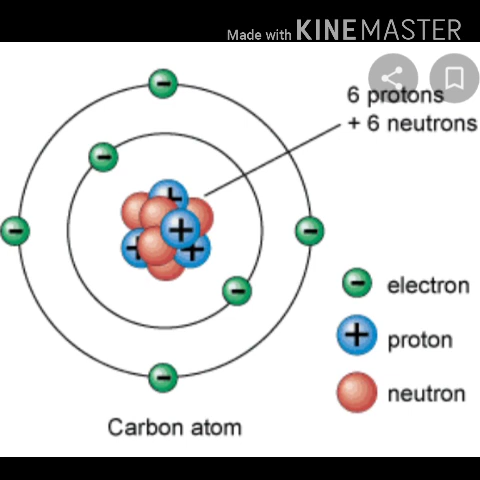 Made with KINEMASTER
6 protons
+ 6 neutrons
electron
proton
neutron
Carbon atom